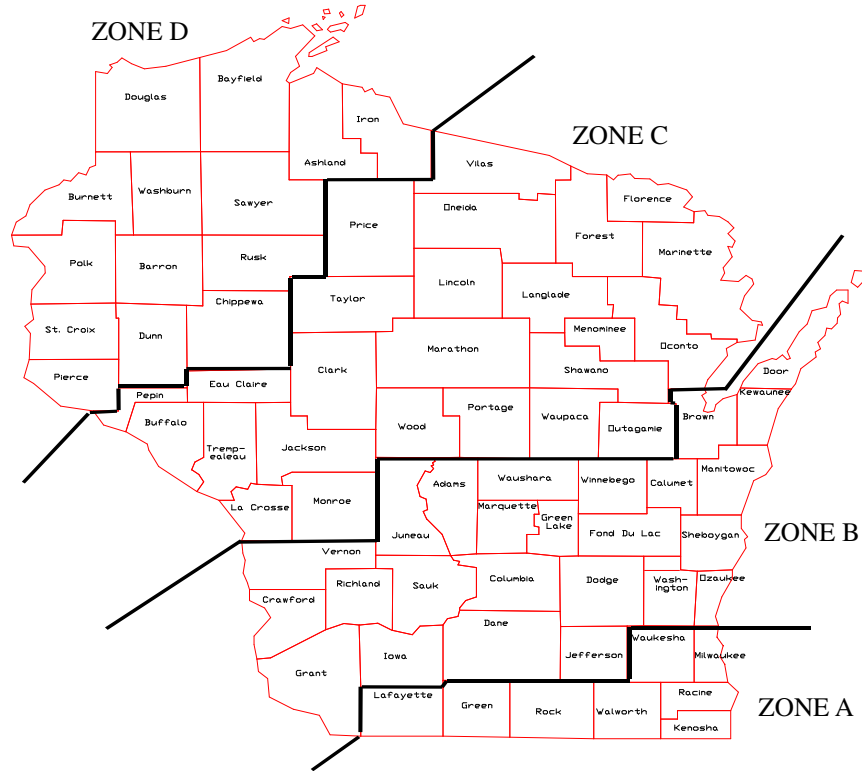 ZONE D
Bayfield
Douglas
Iron
ZONE C
Ashland
Vilas
Washburn
Burnett
Sawyer
Florence
Oneida
Price
Forest
Marinette
Rusk
Polk
Barron
Lincoln
Langlade
Chippewa
Taylor
St. Croix
Dunn
Menominee
Oconto
Marathon
Clark
Shawano
Door
Pierce
Eau Claire
Pepin
Kewaunee
Buffalo
Wood
Portage
Waupaca
Outagamie
Brown
Tremp-
ealeau
Jackson
Manitowoc
Adams
Waushara
Winnebego
Calumet
La Crosse
Monroe
Marquette
Green
Lake
Juneau
Fond Du Lac
Sheboygan
ZONE B
Vernon
Richland
Sauk
Columbia
Dodge
Wash-
ington
Ozaukee
Crawford
Dane
Waukesha
Iowa
Jefferson
Milwaukee
Grant
Lafayette
Racine
Green
Rock
Walworth
ZONE A
Kenosha